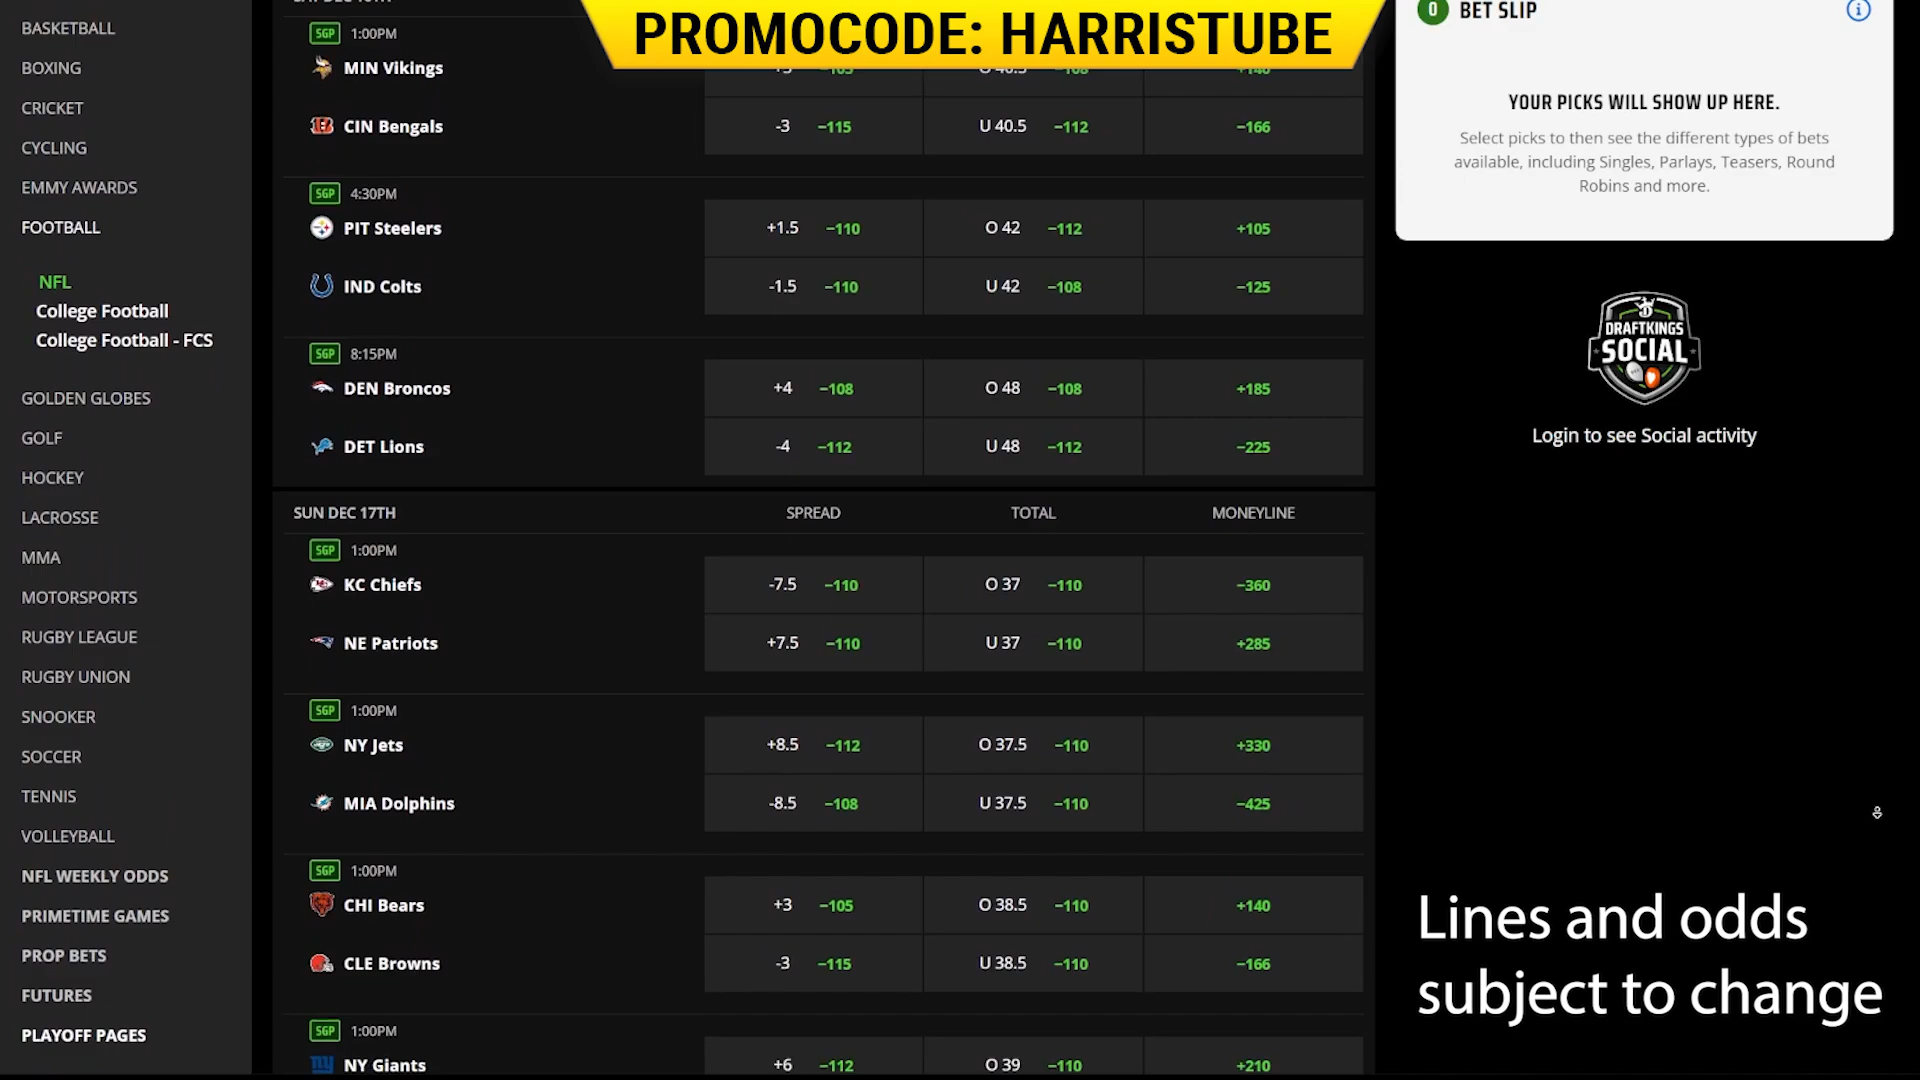 PROMOCODE: HARRISTUBE
BASKETBALL
BOXING
CRICKET
CYCLING
EMMY AWARDS
FOOTBALL
NFL
College Football
College Football - FCS
GOLDEN GLOBES
GOLF
HOCKEY
LACROSSE
MMA
MOTORSPORTS
RUGBY LEAGUE
RUGBY UNION
SNOOKER
SOCCER
TENNIS
VOLLEYBALL
NFL WEEKLY ODDS
PRIMETIME GAMES
PROP BETS
FUTURES
PLAYOFF PAGES
SGP 1:00PM
MIN Vikings
CIN Bengals -3 −115 U 40.5 −112 −166
SGP 4:30PM
PIT Steelers +1.5 −110 O 42 −112 +105
IND Colts -1.5 −110 U 42 −108 −125
SGP 8:15PM
DEN Broncos +4 −108 O 48 −108 +185
DET Lions -4 −112 U 48 −112 −225
SUN DEC 17TH SPREAD TOTAL MONEYLINE
SGP 1:00PM
KC Chiefs -7.5 −110 O 37 −110 −360
NE Patriots +7.5 −110 U 37 −110 +285
SGP 1:00PM
NY Jets +8.5 −112 O 37.5 −110 +330
MIA Dolphins -8.5 −108 U 37.5 −110 −425
SGP 1:00PM
CHI Bears +3 −105 O 38.5 −110 +140
CLE Browns -3 −115 U 38.5 −110 −166
SGP 1:00PM
NY Giants +6 −112 O 39 −110 +210
0 BET SLIP
YOUR PICKS WILL SHOW UP HERE.
Select picks to then see the different types of bets
available, including Singles, Parlays, Teasers, Round
Robins and more.
DRAFTKINGS
SOCIAL
Login to see Social activity
Lines and odds
subject to change